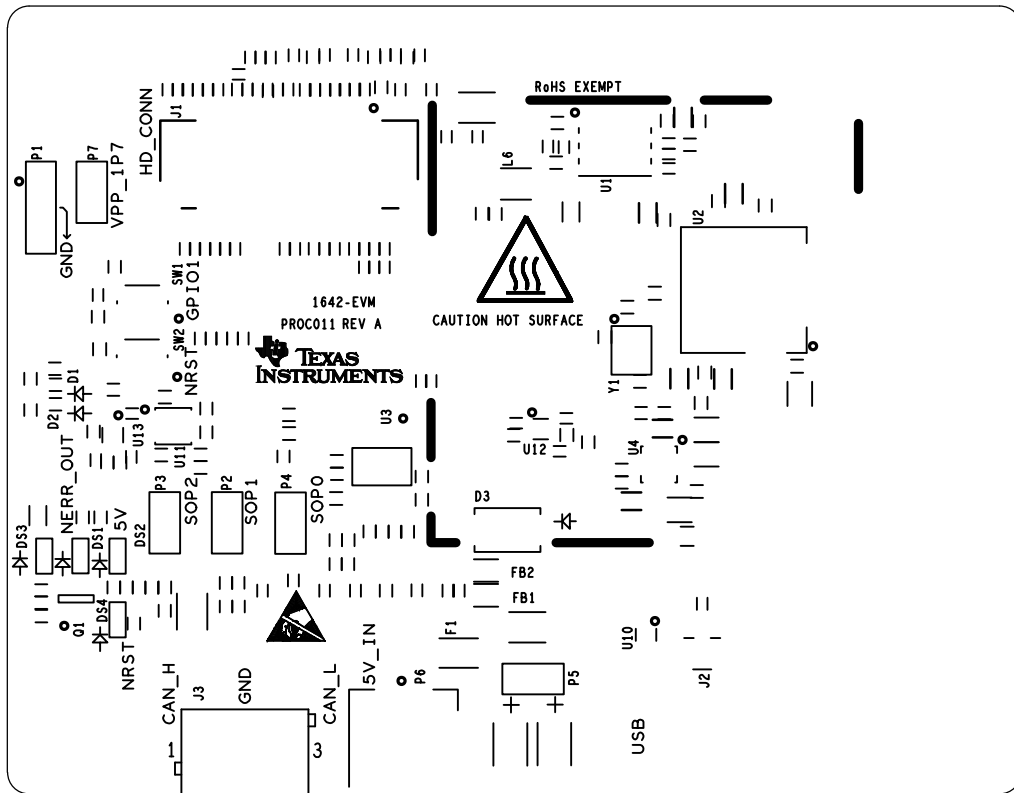 RoHS EXEMPT
HD_CONN
J1
P1
P7
VPP_1P7
GND
L6
U1
U2
SW1
GPIO1
SW2
NRST
1642-EVM
PROC011 REV A
TEXAS
INSTRUMENTS
CAUTION HOT SURFACE
Y1
D1
D2
U13
U11
U3
U12
U4
NERR_OUT
P3
SOP2
P2
SOP1
P4
SOP0
D3
DS3
DS1
5V
DS2
FB2
FB1
DS4
Q1
NRST
F1
U10
CAN_H
J3
GND
CAN_L
5V_IN
P6
P5
J2
1
3
USB